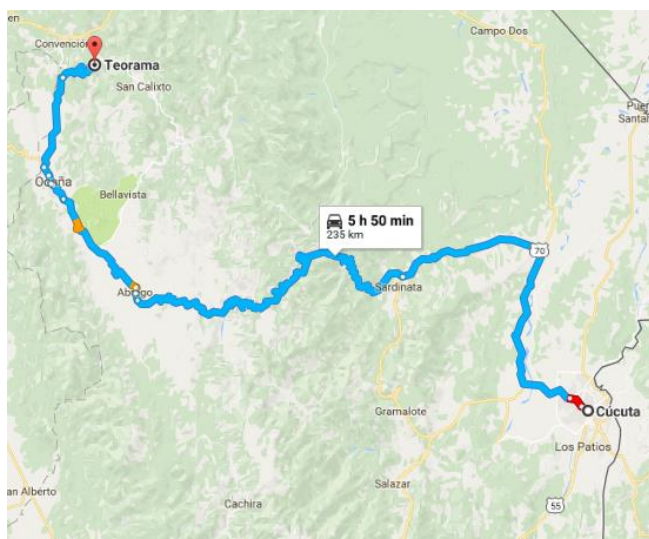 Convención
Teorama
San Calixto
Campo Dos
Ocaña
Bellavista
5 h 50 min
235 km
70
Abrego
Sardinata
Gramalote
Cúcuta
Los Patios
Salazar
an Alberto
Cachira
55